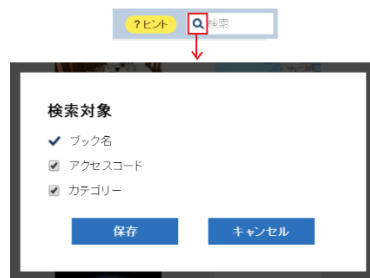 ?ヒント 検索
検索対象
ブック名
アクセスコード
カテゴリー
保存 キャンセル